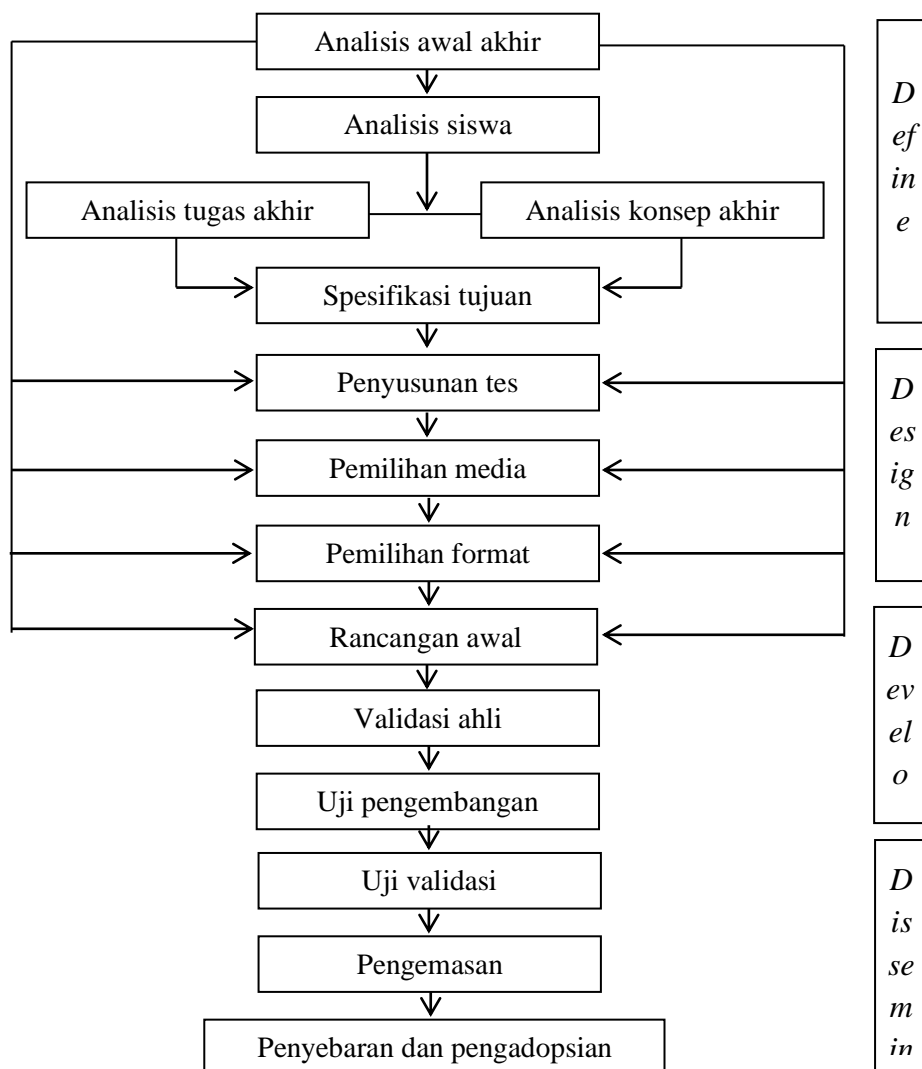 Analisis awal akhir
Analisis siswa
Analisis tugas akhir
Analisis konsep akhir
Spesifikasi tujuan
Penyusunan tes
Pemilihan media
Pemilihan format
Rancangan awal
Validasi ahli
Uji pengembangan
Uji validasi
Pengemasan
Penyebaran dan pengadopsian
D
ef
in
e
D
es
ig
n
D
ev
el
o
D
is
se
m
in